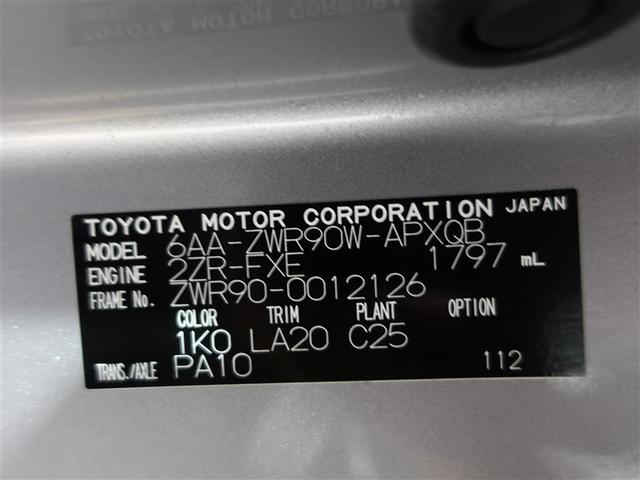 TOYOTA MOTOR CORPORATION JAPAN
MODEL 6AA-ZWR90W-APXQB
ENGINE 2ZR-FXE 1797 mL
FRAME No. ZWR90-0012126
COLOR TRIM PLANT OPTION
1K0 LA20 C25
TRANS./AXLE PA10 112